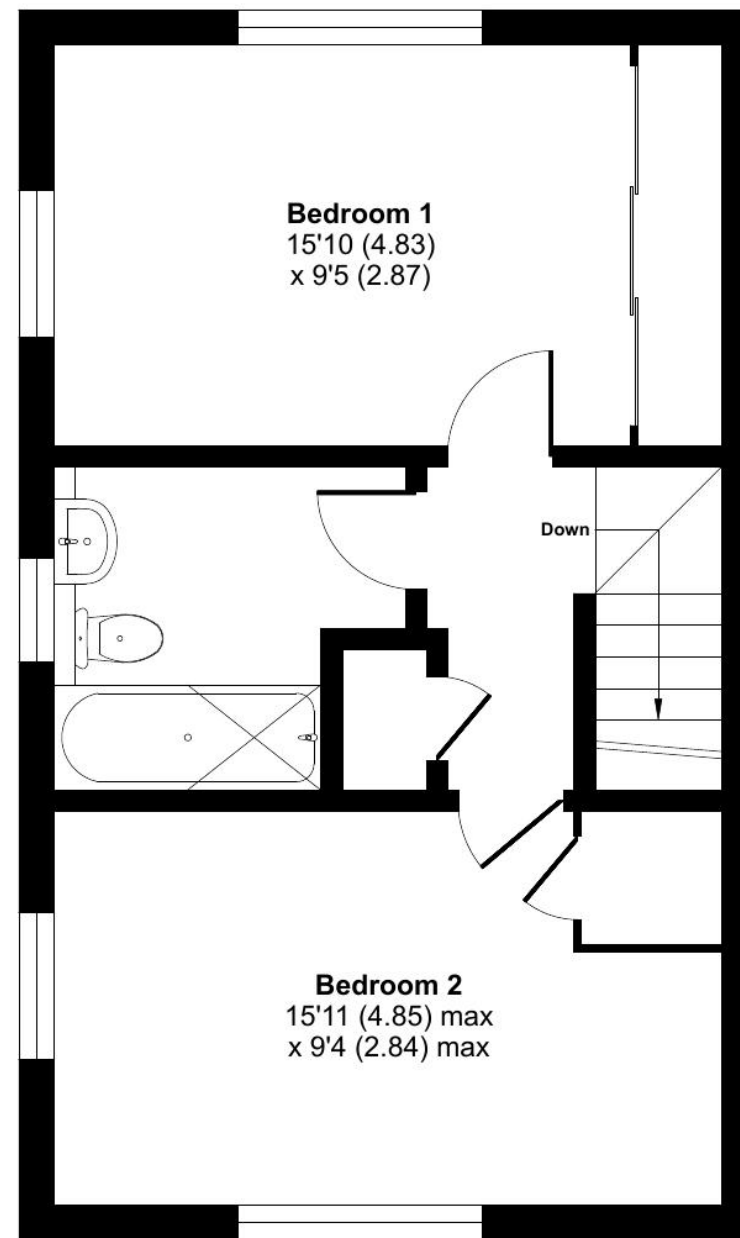 Bedroom 1
15'10 (4.83)
x 9'5 (2.87)
Down
Bedroom 2
15'11 (4.85) max
x 9'4 (2.84) max